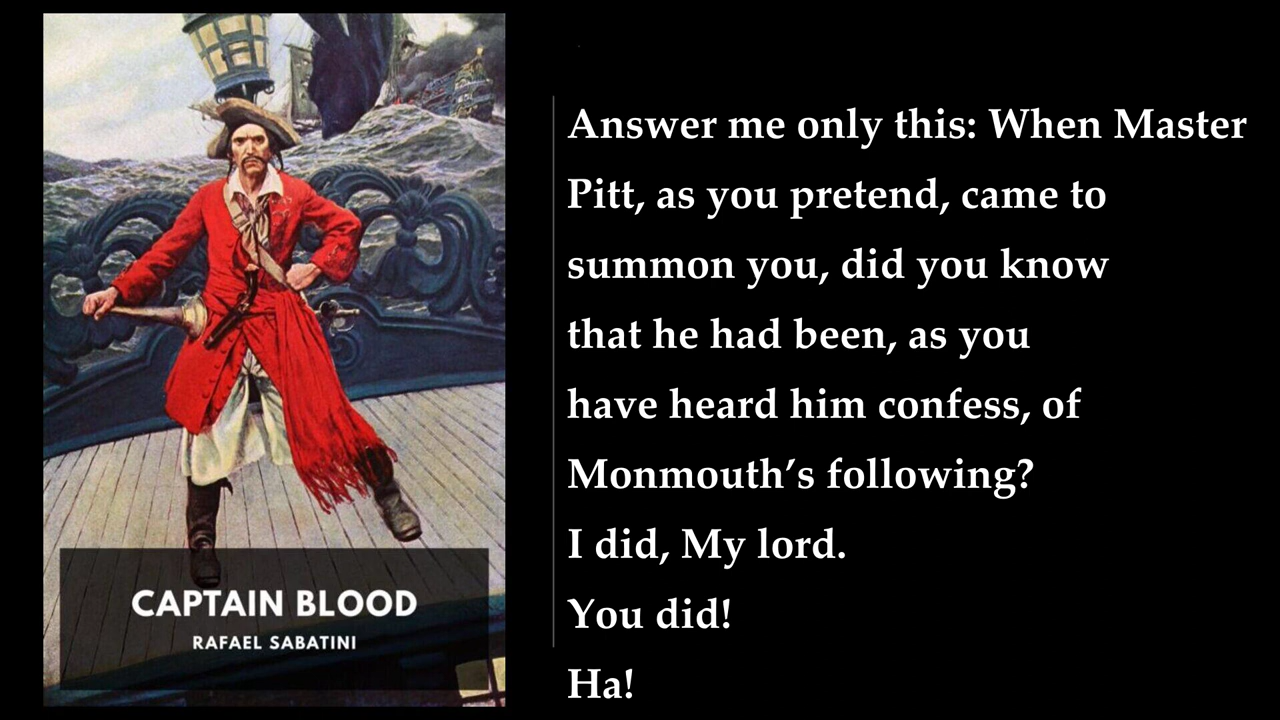 CAPTAIN BLOOD
RAFAEL SABATINI
Answer me only this: When Master
Pitt, as you pretend, came to
summon you, did you know
that he had been, as you
have heard him confess, of
Monmouth’s following?
I did, My lord.
You did!
Ha!